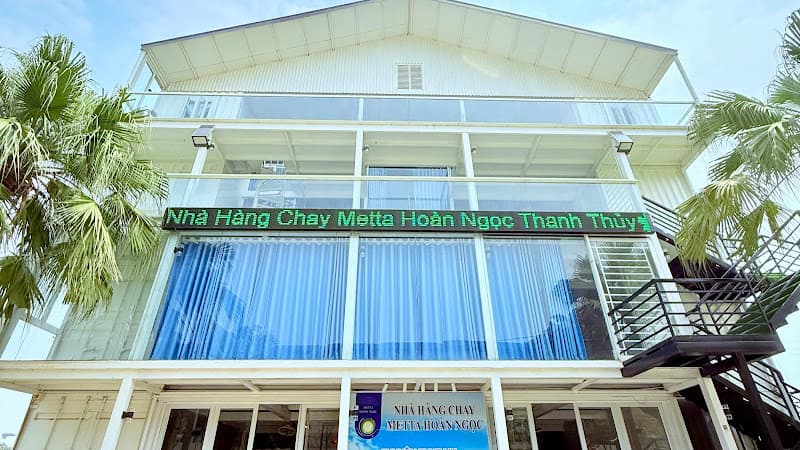 Nhà Hàng Chay Metta Hoàn Ngọc Thanh Thủy
NHÀ HÀNG CHAY
METTA HOÀN NGỌC